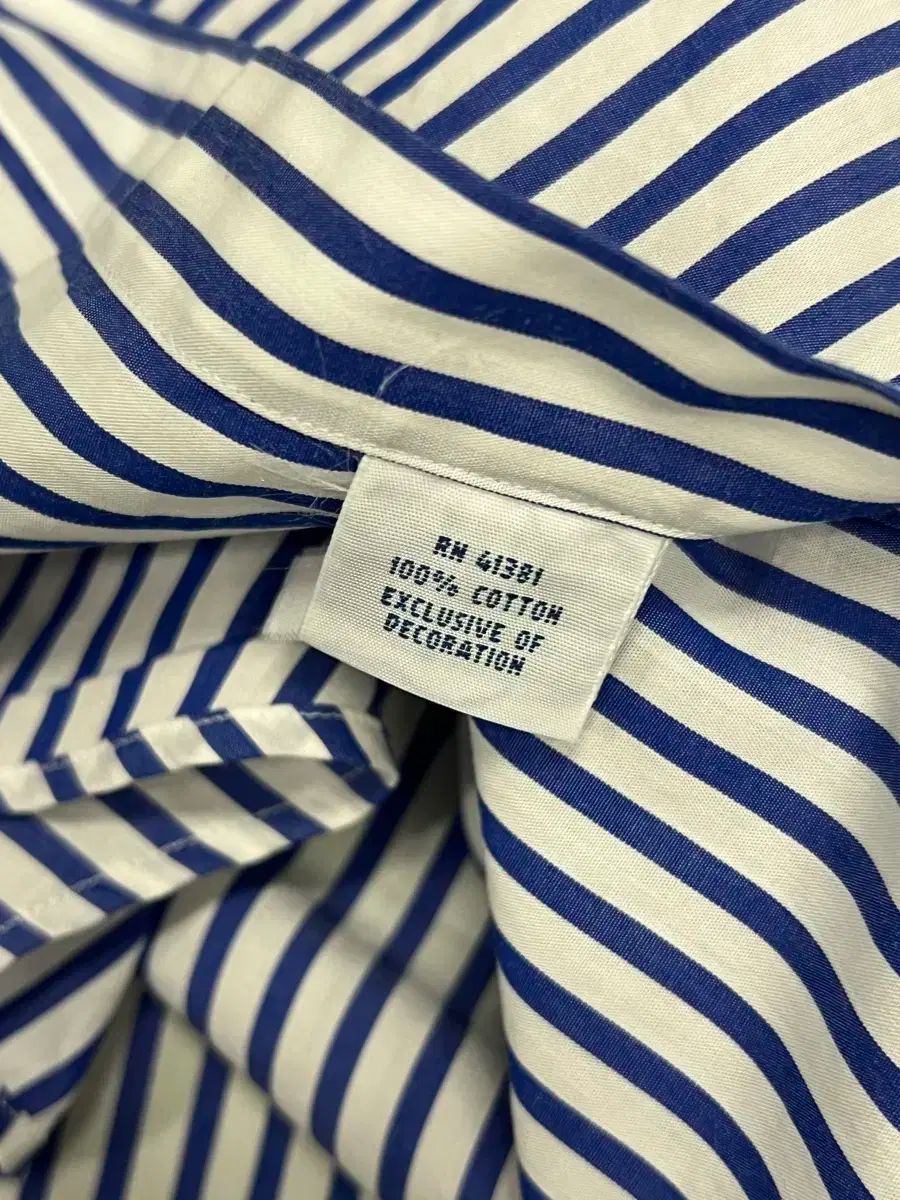 RN 41381
100% COTTON
EXCLUSIVE OF
DECORATION